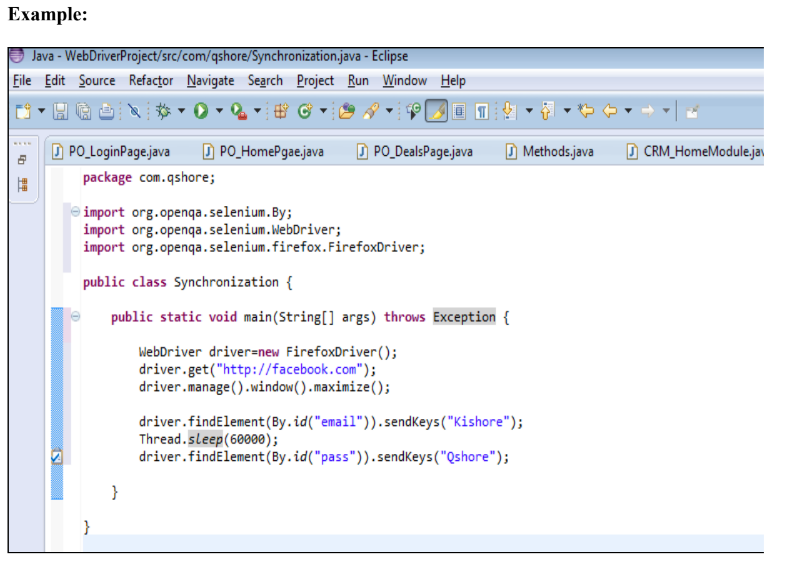 Example:
Java - WebDriverProject/src/com/qshore/Synchronization.java - Eclipse
File Edit Source Refactor Navigate Search Project Run Window Help
PO_LoginPage.java PO_HomePgae.java PO_DealsPage.java Methods.java CRM_HomeModule.jav
package com.qshore;
import org.openqa.selenium.By;
import org.openqa.selenium.WebDriver;
import org.openqa.selenium.firefox.FirefoxDriver;
public class Synchronization {
public static void main(String[] args) throws Exception {
WebDriver driver=new FirefoxDriver();
driver.get("http://facebook.com");
driver.manage().window().maximize();
driver.findElement(By.id("email")).sendKeys("Kishore");
Thread.sleep(60000);
driver.findElement(By.id("pass")).sendKeys("Qshore");
}
}